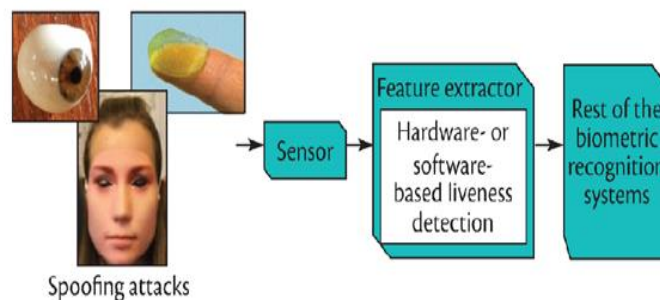 Spoofing attacks
Sensor
Feature extractor
Hardware- or
software-
based liveness
detection
Rest of the
biometric
recognition
systems